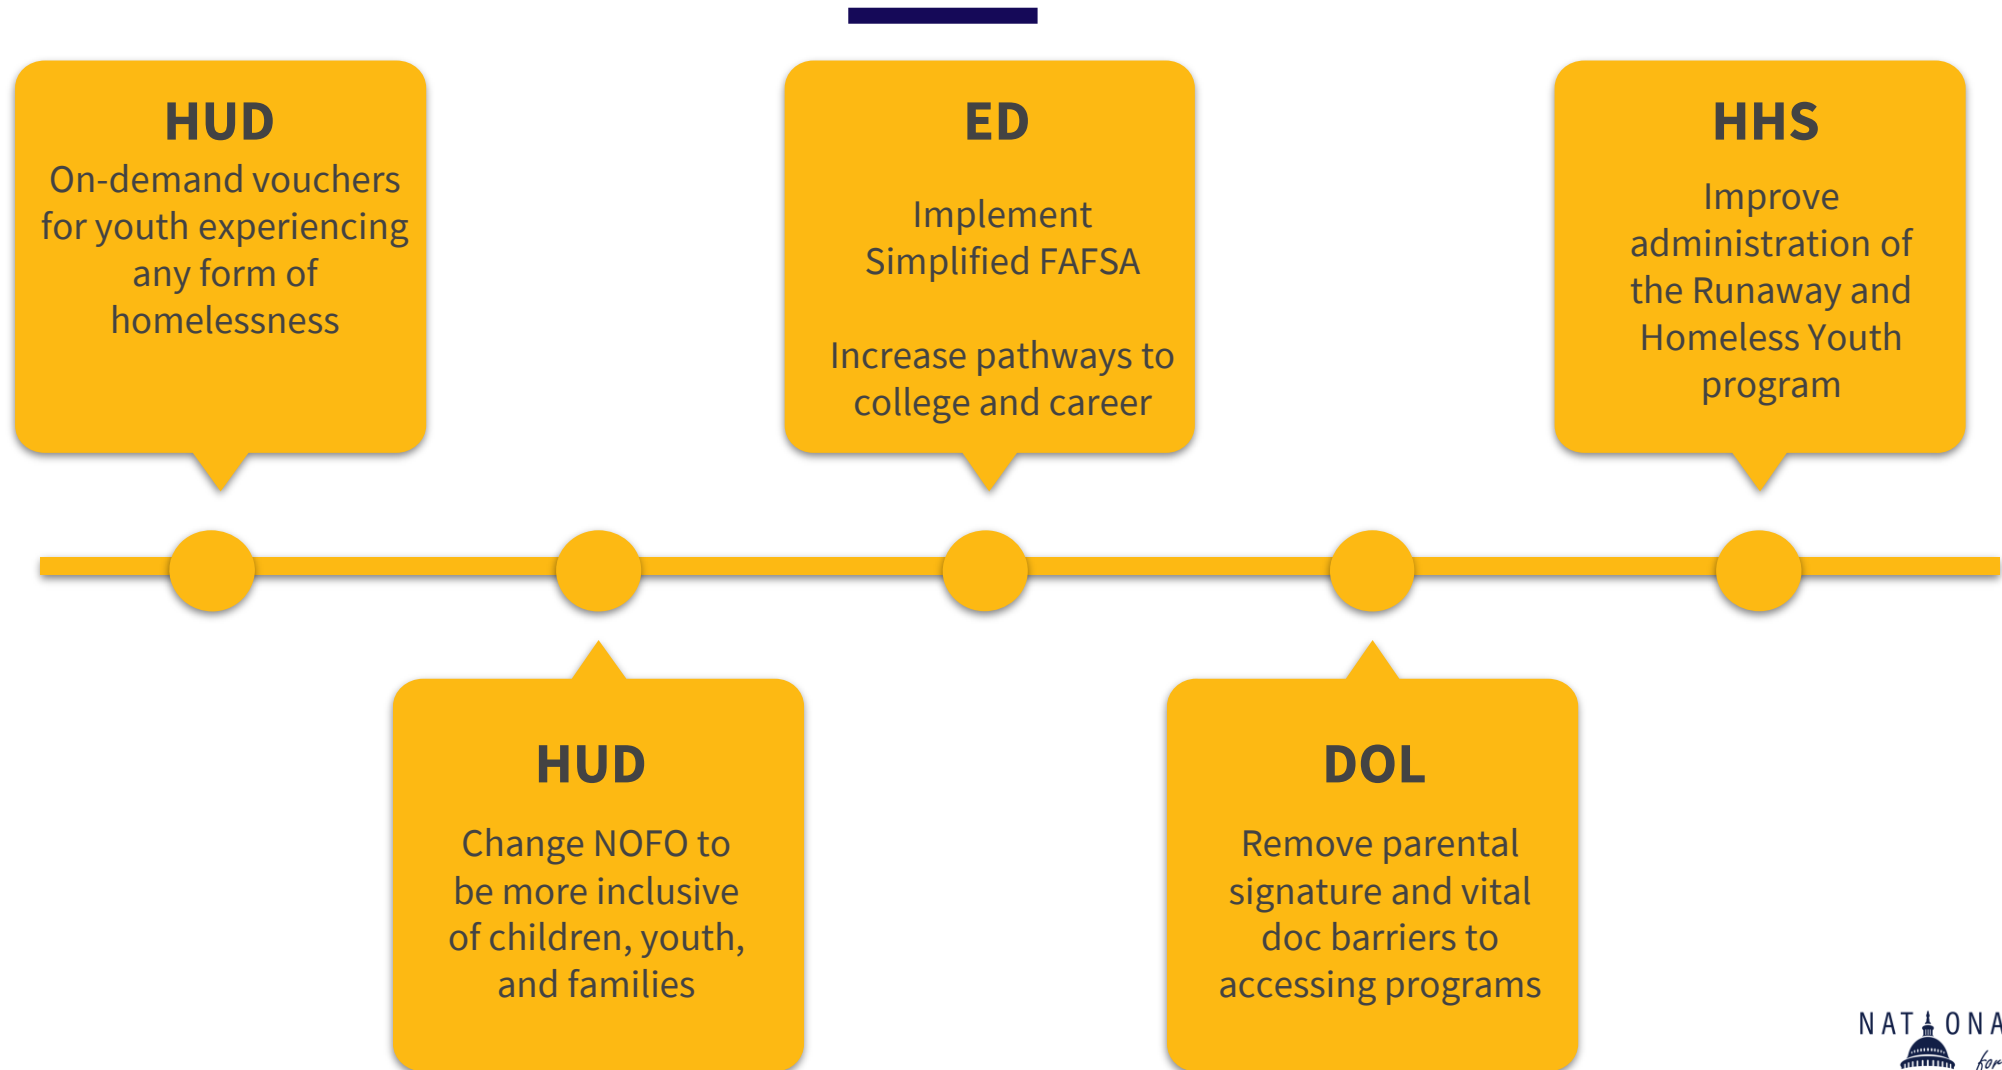 HUD
On-demand vouchers
for youth experiencing
any form of
homelessness
ED
Implement
Simplified FAFSA
Increase pathways to
college and career
HHS
Improve
administration of
the Runaway and
Homeless Youth
program
HUD
Change NOFO to
be more inclusive
of children, youth,
and families
DOL
Remove parental
signature and vital
doc barriers to
accessing programs
for